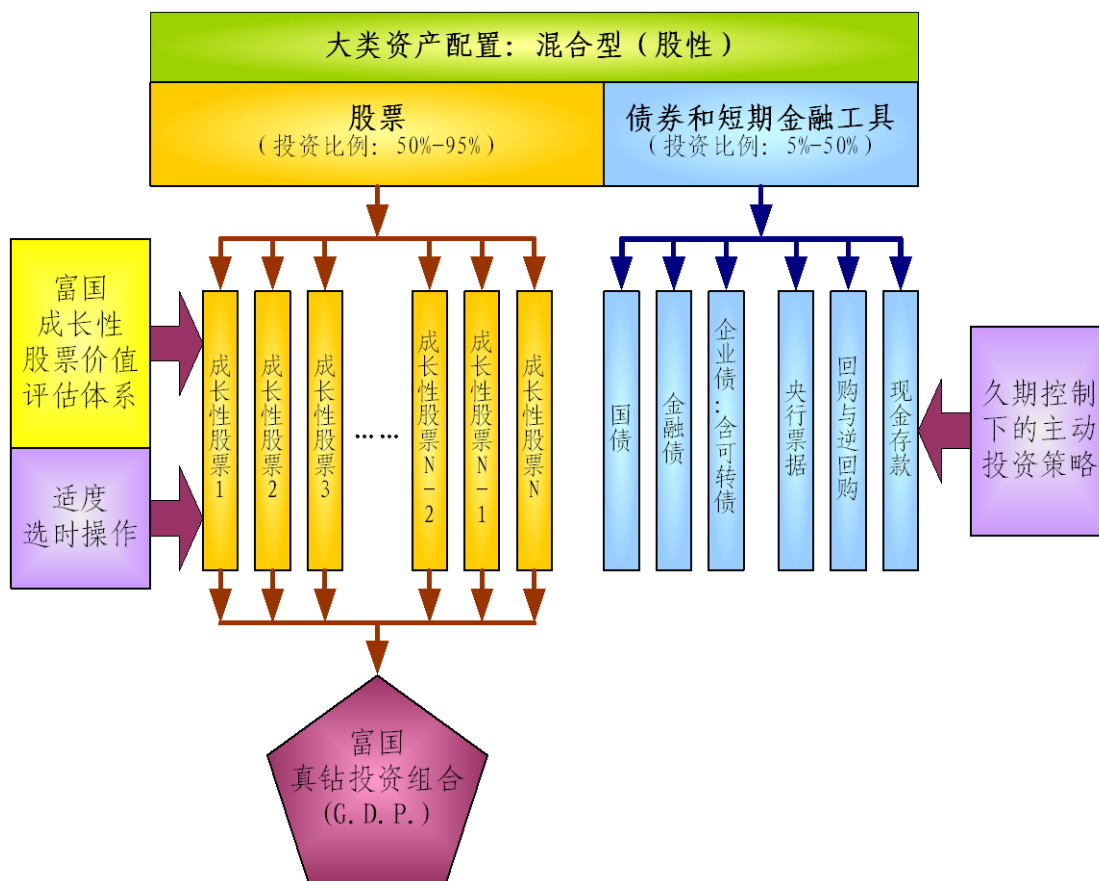 大类资产配置: 混合型（股性）
股票
（投资比例: 50%-95%）
债券和短期金融工具
（投资比例: 5%-50%）
富国
成长性
股票价值
评估体系
适度
选时操作
成长性股票1
成长性股票2
成长性股票3
……
成长性股票N-2
成长性股票N-1
成长性股票N
国债
金融债
企业债:含可转债
央行票据
回购与逆回购
现金存款
久期控制
下的主动
投资策略
富国
真钻投资组合
(G.D.P.)